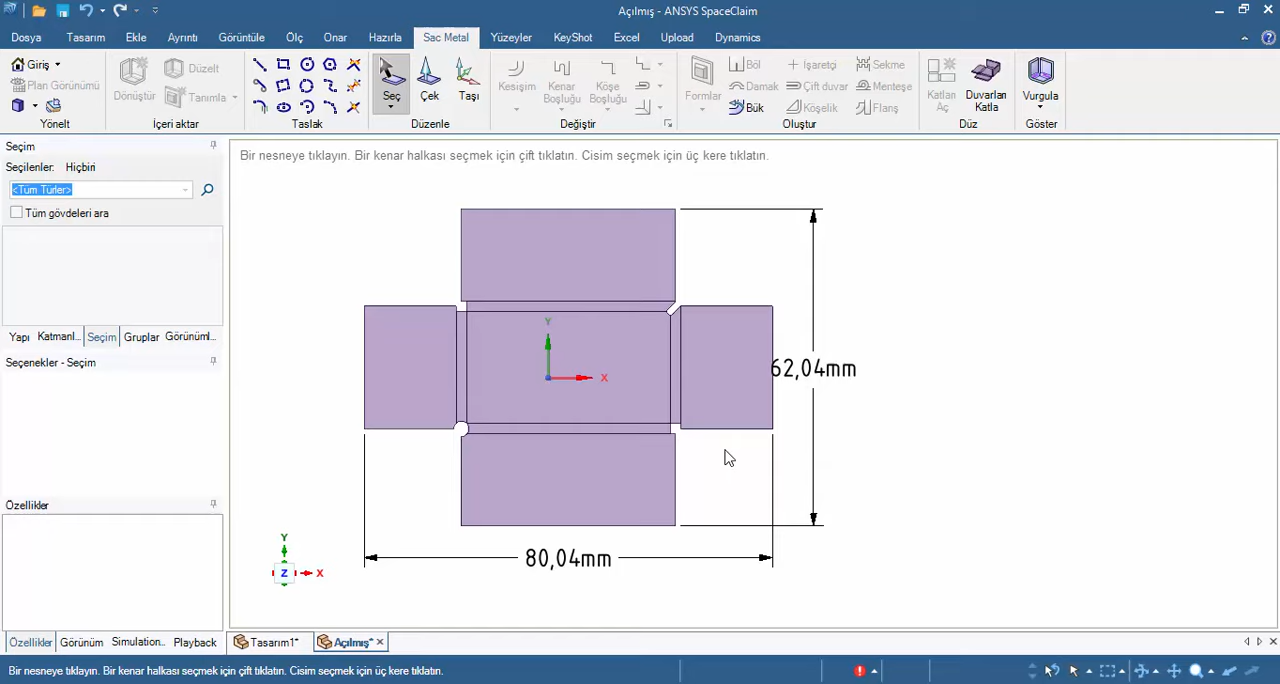 Açılmış - ANSYS SpaceClaim
Dosya Tasarım Ekle Ayrıntı Görüntüle Ölç Onar Hazırla Sac Metal Yüzeyler KeyShot Excel Upload Dynamics
Giriş
Plan Görünümü
Yönelt
Dönüştür
Düzelt
Tanımla
İçeri aktar
Taslak
Seç
Çek
Taşı
Düzenle
Kesişim
Kenar Boşluğu
Köşe Boşluğu
Değiştir
Formlar
Böl
Damak
Bük
İşaretçi
Çift duvar
Köşelik
Sekme
Menteşe
Flanş
Oluştur
Katları Aç
Duvarları Katla
Düz
Vurgula
Göster
Seçim
Seçilenler: Hiçbiri
<Tüm Türler>
Tüm gövdeleri ara
Yapı Katmanl... Seçim Gruplar Görünüml...
Seçenekler - Seçim
Özellikler
Özellikler Görünüm Simulation... Playback
Bir nesneye tıklayın. Bir kenar halkası seçmek için çift tıklatın. Cisim seçmek için üç kere tıklatın.
Y
X
62,04mm
80,04mm
Y
Z X
Tasarım1*
Açılmış*
Bir nesneye tıklayın. Bir kenar halkası seçmek için çift tıklatın. Cisim seçmek için üç kere tıklatın.